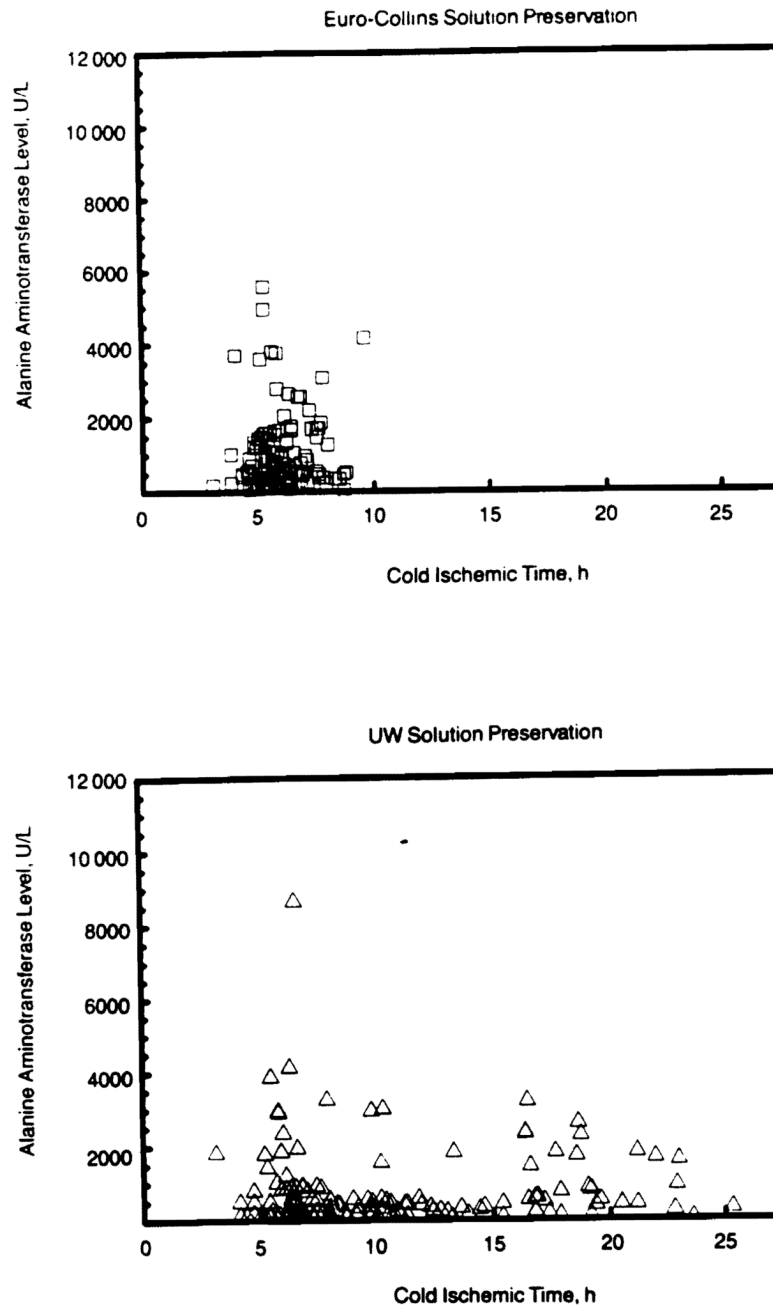 Euro-Collins Solution Preservation
Alanine Aminotransferase Level, U/L
12 000
10 000
8000
6000
4000
2000
0 5 10 15 20 25
Cold Ischemic Time, h
UW Solution Preservation
Alanine Aminotransferase Level, U/L
12 000
10 000
8000
6000
4000
2000
0 5 10 15 20 25
Cold Ischemic Time, h